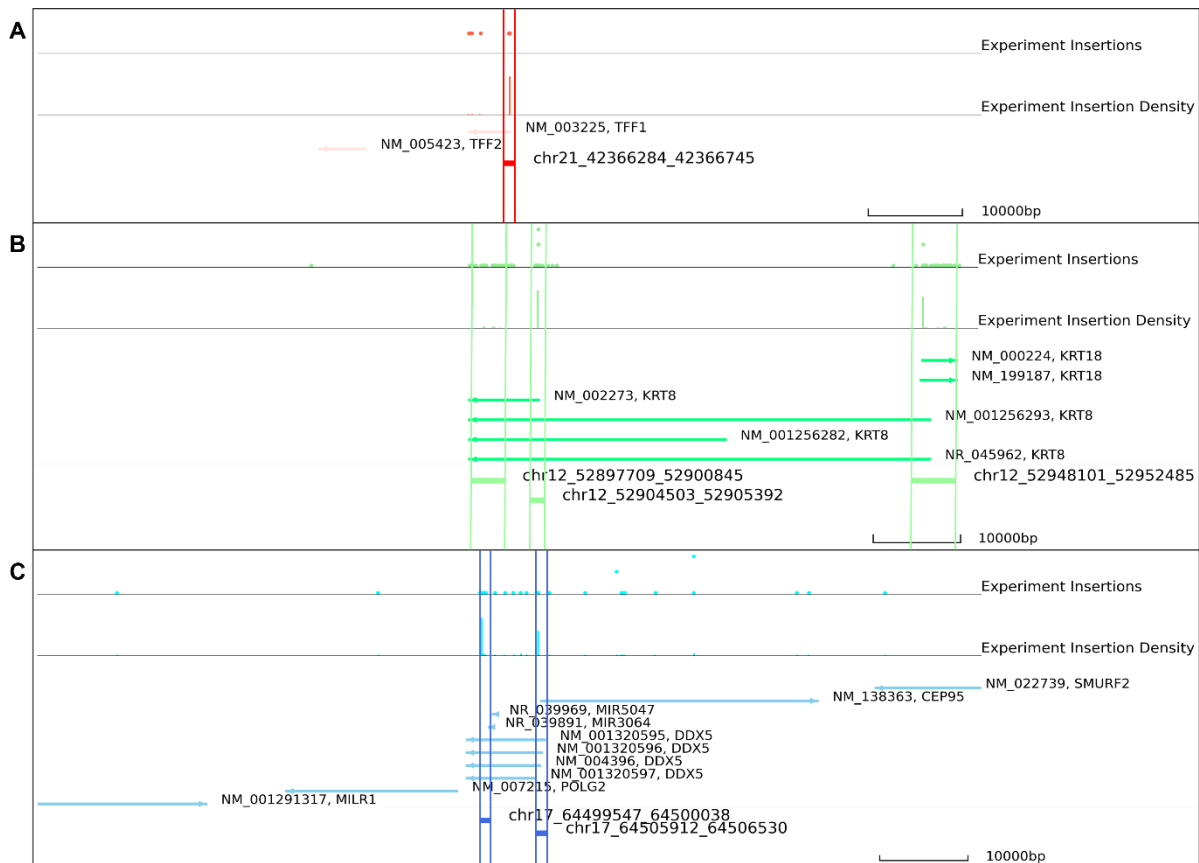 A
Experiment Insertions
Experiment Insertion Density
NM_003225, TFF1
NM_005423, TFF2
chr21_42366284_42366745
10000bp
B
Experiment Insertions
Experiment Insertion Density
NM_000224, KRT18
NM_199187, KRT18
NM_002273, KRT8
NM_001256293, KRT8
NM_001256282, KRT8
NR_045962, KRT8
chr12_52897709_52900845
chr12_52948101_52952485
chr12_52904503_52905392
10000bp
C
Experiment Insertions
Experiment Insertion Density
NM_022739, SMURF2
NM_138363, CEP95
NR_039969, MIR5047
NR_039891, MIR3064
NM_001320595, DDX5
NM_001320596, DDX5
NM_004396, DDX5
NM_001320597, DDX5
NM_007215, POLG2
NM_001291317, MILR1
chr17_64499547_64500038
chr17_64505912_64506530
10000bp